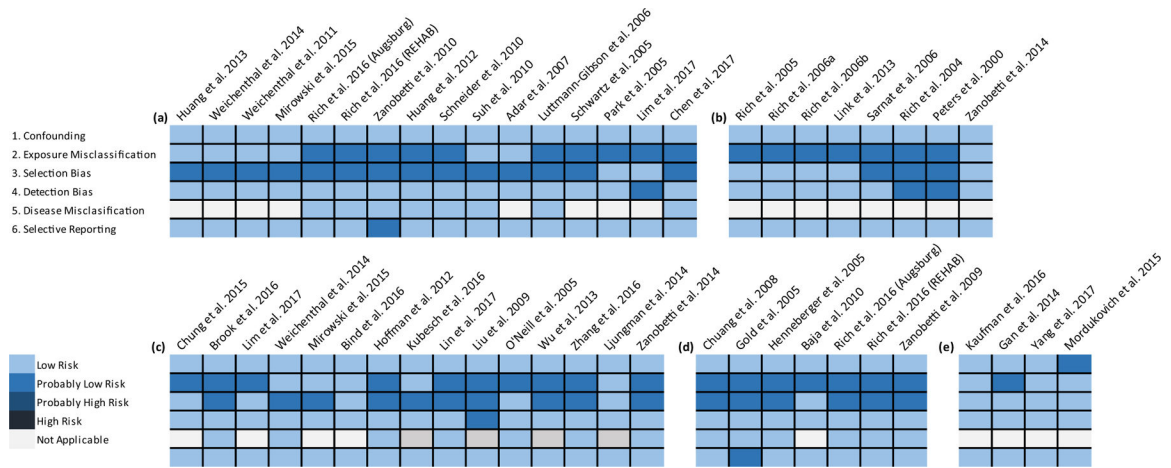 Huang et al. 2013
Weichenthal et al. 2014
Weichenthal et al. 2011
Mirowski et al. 2015
Rich et al. 2016 (Augsburg)
Rich et al. 2016 (REHAB)
Zanobetti et al. 2010
Huang et al. 2012
Schneider et al. 2010
Suh et al. 2010
Adar et al. 2007
Luttmann-Gibson et al. 2006
Schwartz et al. 2005
Park et al. 2005
Lim et al. 2017
Chen et al. 2017
Rich et al. 2005
Rich et al. 2006a
Rich et al. 2006b
Link et al. 2013
Sarnat et al. 2006
Rich et al. 2004
Peters et al. 2000
Zanobetti et al. 2014
(a)
(b)
1. Confounding
2. Exposure Misclassification
3. Selection Bias
4. Detection Bias
5. Disease Misclasification
6. Selective Reporting
Chung et al. 2015
Brook et al. 2016
Lim et al. 2017
Weichenthal et al. 2014
Mirowski et al. 2015
Bind et al. 2016
Hoffman et al. 2012
Kubesch et al. 2016
Lin et al. 2017
Liu et al. 2009
O'Neill et al. 2005
Wu et al. 2013
Zhang et al. 2016
Ljungman et al. 2014
Zanobetti et al. 2014
Chuang et al. 2008
Gold et al. 2005
Henneberger et al. 2005
Baja et al. 2010
Rich et al. 2016 (Augsburg)
Rich et al. 2016 (REHAB)
Zanobetti et al. 2009
Kaufman et al. 2016
Gan et al. 2014
Yang et al. 2017
Mordukovich et al. 2015
(c)
(d)
(e)
Low Risk
Probably Low Risk
Probably High Risk
High Risk
Not Applicable